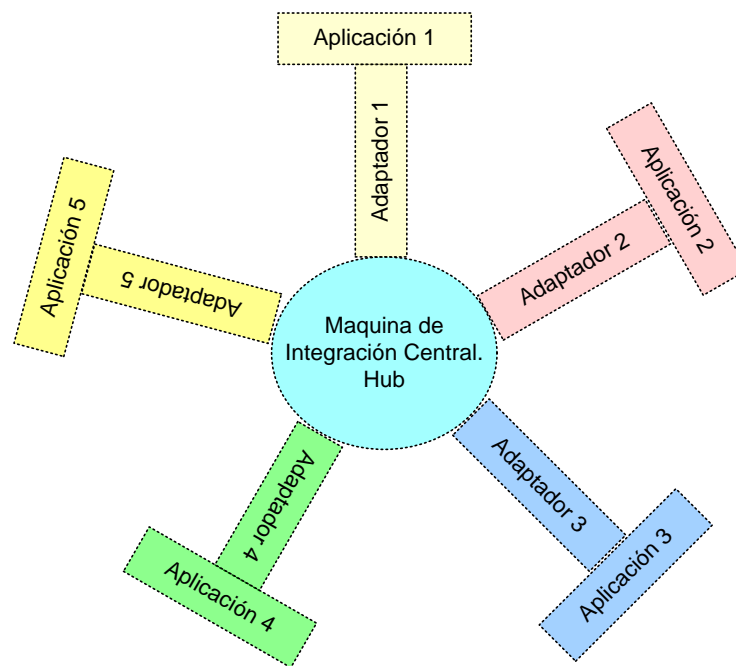 Aplicación 1
Adaptador 1
Aplicación 2
Adaptador 2
Aplicación 5
Adaptador 5
Maquina de
Integración Central.
Hub
Adaptador 3
Aplicación 3
Adaptador 4
Aplicación 4